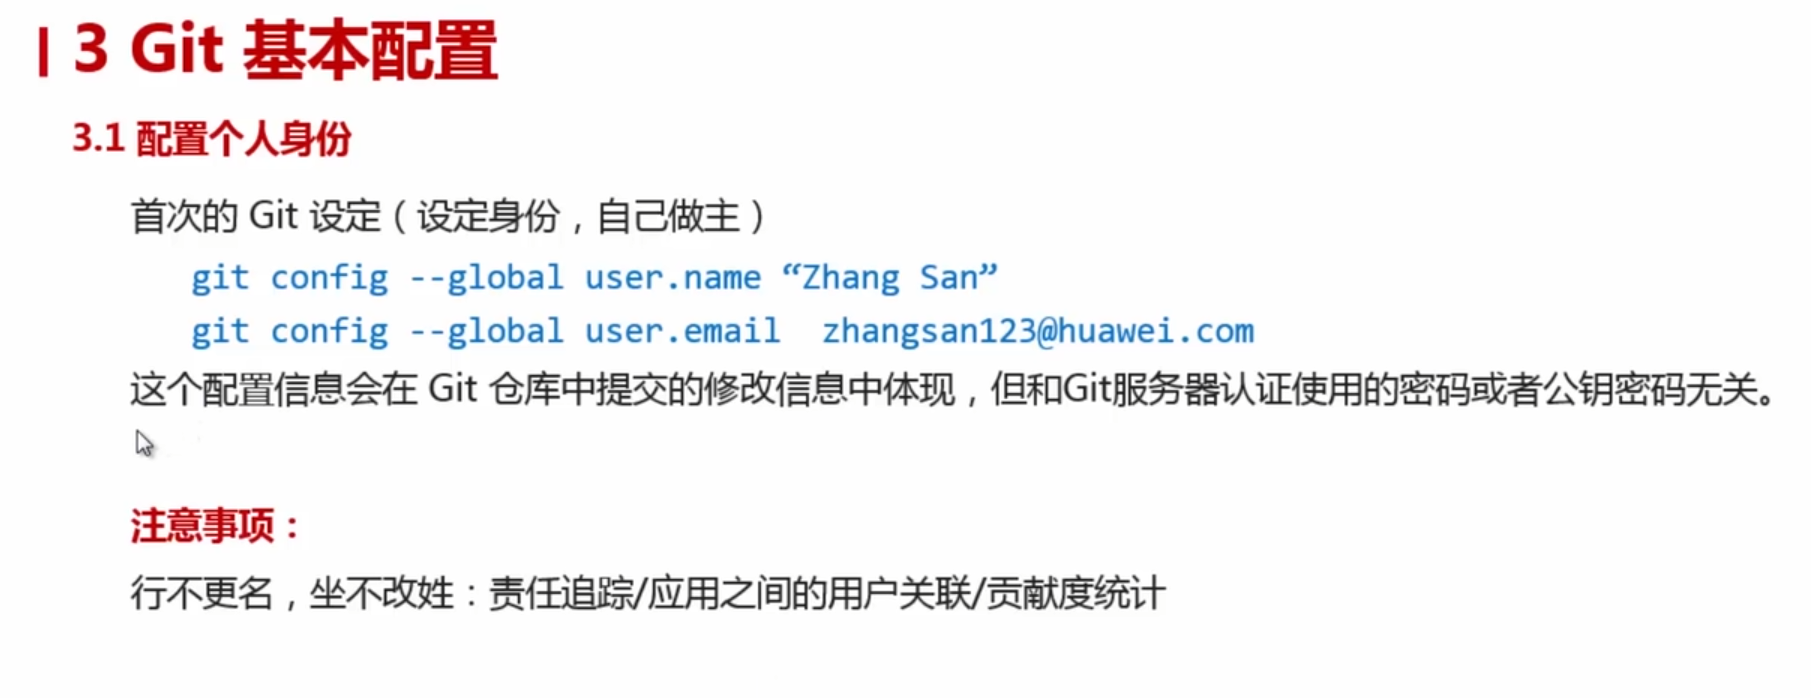 3 Git 基本配置
3.1 配置个人身份
首次的 Git 设定（设定身份，自己做主）
git config --global user.name “Zhang San”
git config --global user.email  zhangsan123@huawei.com
这个配置信息会在 Git 仓库中提交的修改信息中体现，但和Git服务器认证使用的密码或者公钥密码无关。
注意事项：
行不更名，坐不改姓：责任追踪/应用之间的用户关联/贡献度统计